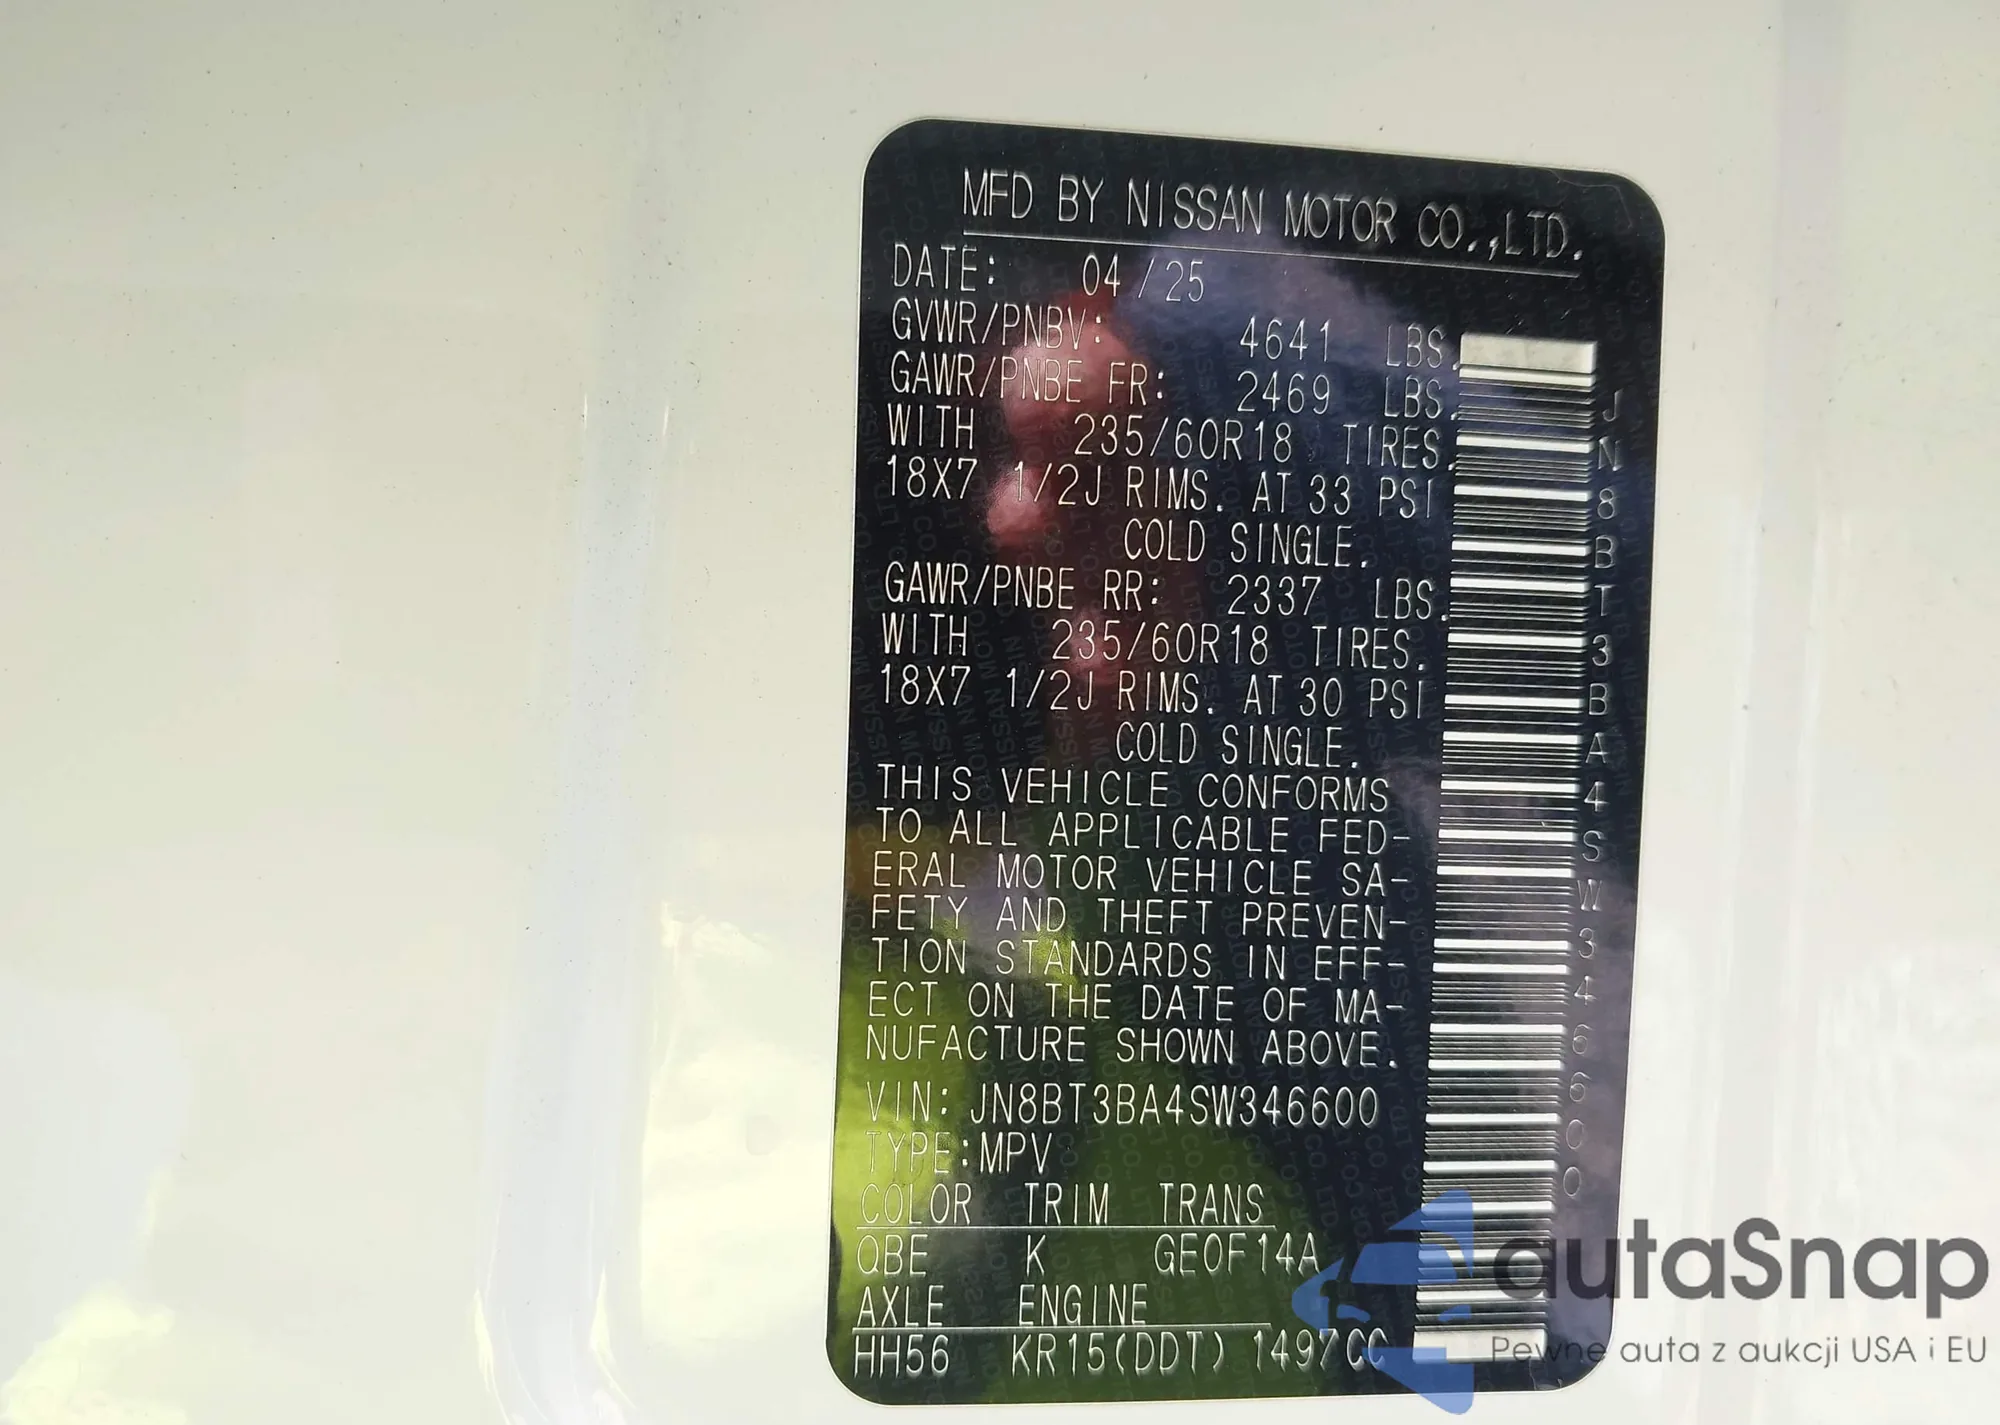 MFD BY NISSAN MOTOR CO.,LTD.
DATE: 04 /25
GVWR/PNBV: 4641 LBS.
GAWR/PNBE FR: 2469 LBS.
WITH 235/60R18 TIRES.
18X7 1/2J RIMS. AT 33 PSI
COLD SINGLE.
GAWR/PNBE RR: 2337 LBS.
WITH 235/60R18 TIRES.
18X7 1/2J RIMS. AT 30 PSI
COLD SINGLE.
THIS VEHICLE CONFORMS
TO ALL APPLICABLE FED-
ERAL MOTOR VEHICLE SA-
FETY AND THEFT PREVEN-
TION STANDARDS IN EFF-
ECT ON THE DATE OF MA-
NUFACTURE SHOWN ABOVE.
VIN: JN8BT3BA4SW346600
TYPE:MPV
COLOR TRIM TRANS
QBE K GE0F14A
AXLE ENGINE
HH56 KR15(DDT) 1497CC
JN8BT3BA4SW346600
autaSnap
Pewne auta z aukcji USA i EU